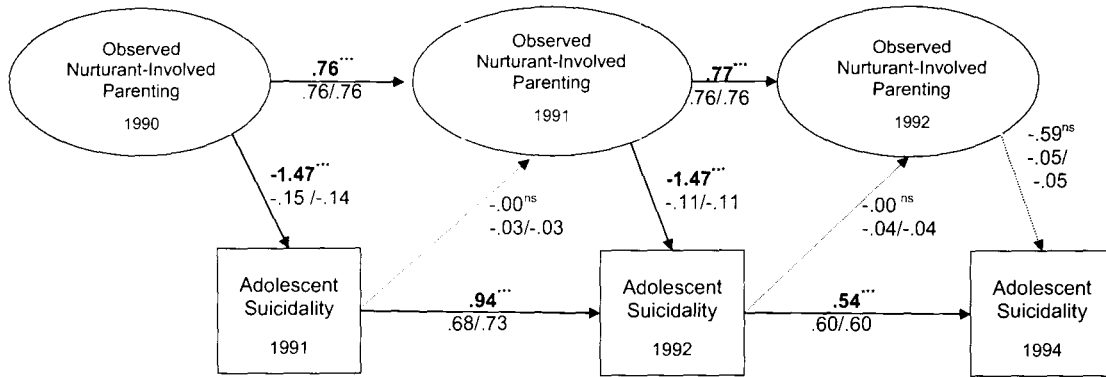 Observed
Nurturant-Involved
Parenting
1990
.76***
.76/.76
Observed
Nurturant-Involved
Parenting
1991
.77***
.76/.76
Observed
Nurturant-Involved
Parenting
1992
-1.47***
-.15 /-.14
-.00ns
-.03/-.03
-1.47***
-.11/-.11
-.00 ns
-.04/-.04
-.59ns
-.05/
-.05
Adolescent
Suicidality
1991
.94***
.68/.73
Adolescent
Suicidality
1992
.54***
.60/.60
Adolescent
Suicidality
1994